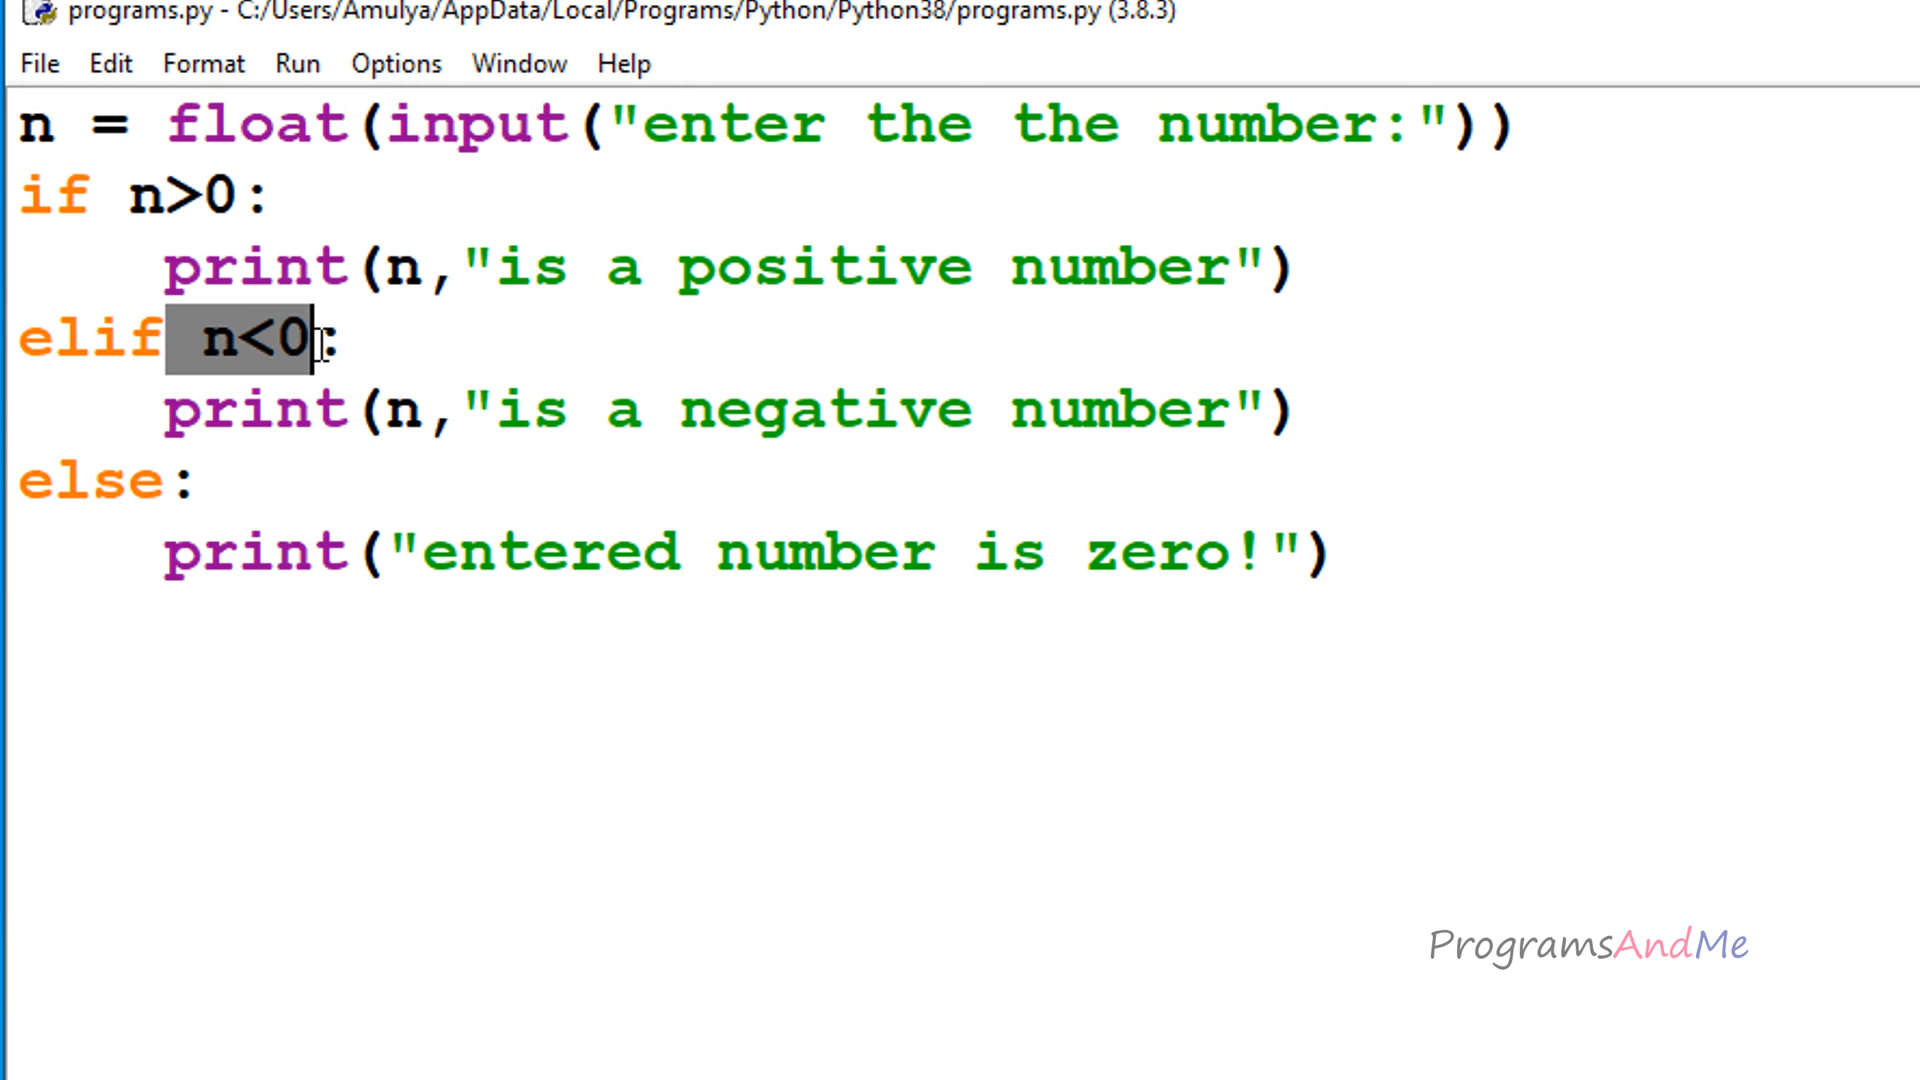 programs.py - C:/Users/Amulya/AppData/Local/Programs/Python/Python38/programs.py (3.8.3)
File Edit Format Run Options Window Help
n = float(input("enter the the number:"))
if n>0:
    print(n,"is a positive number")
elif n<0:
    print(n,"is a negative number")
else:
    print("entered number is zero!")
ProgramsAndMe